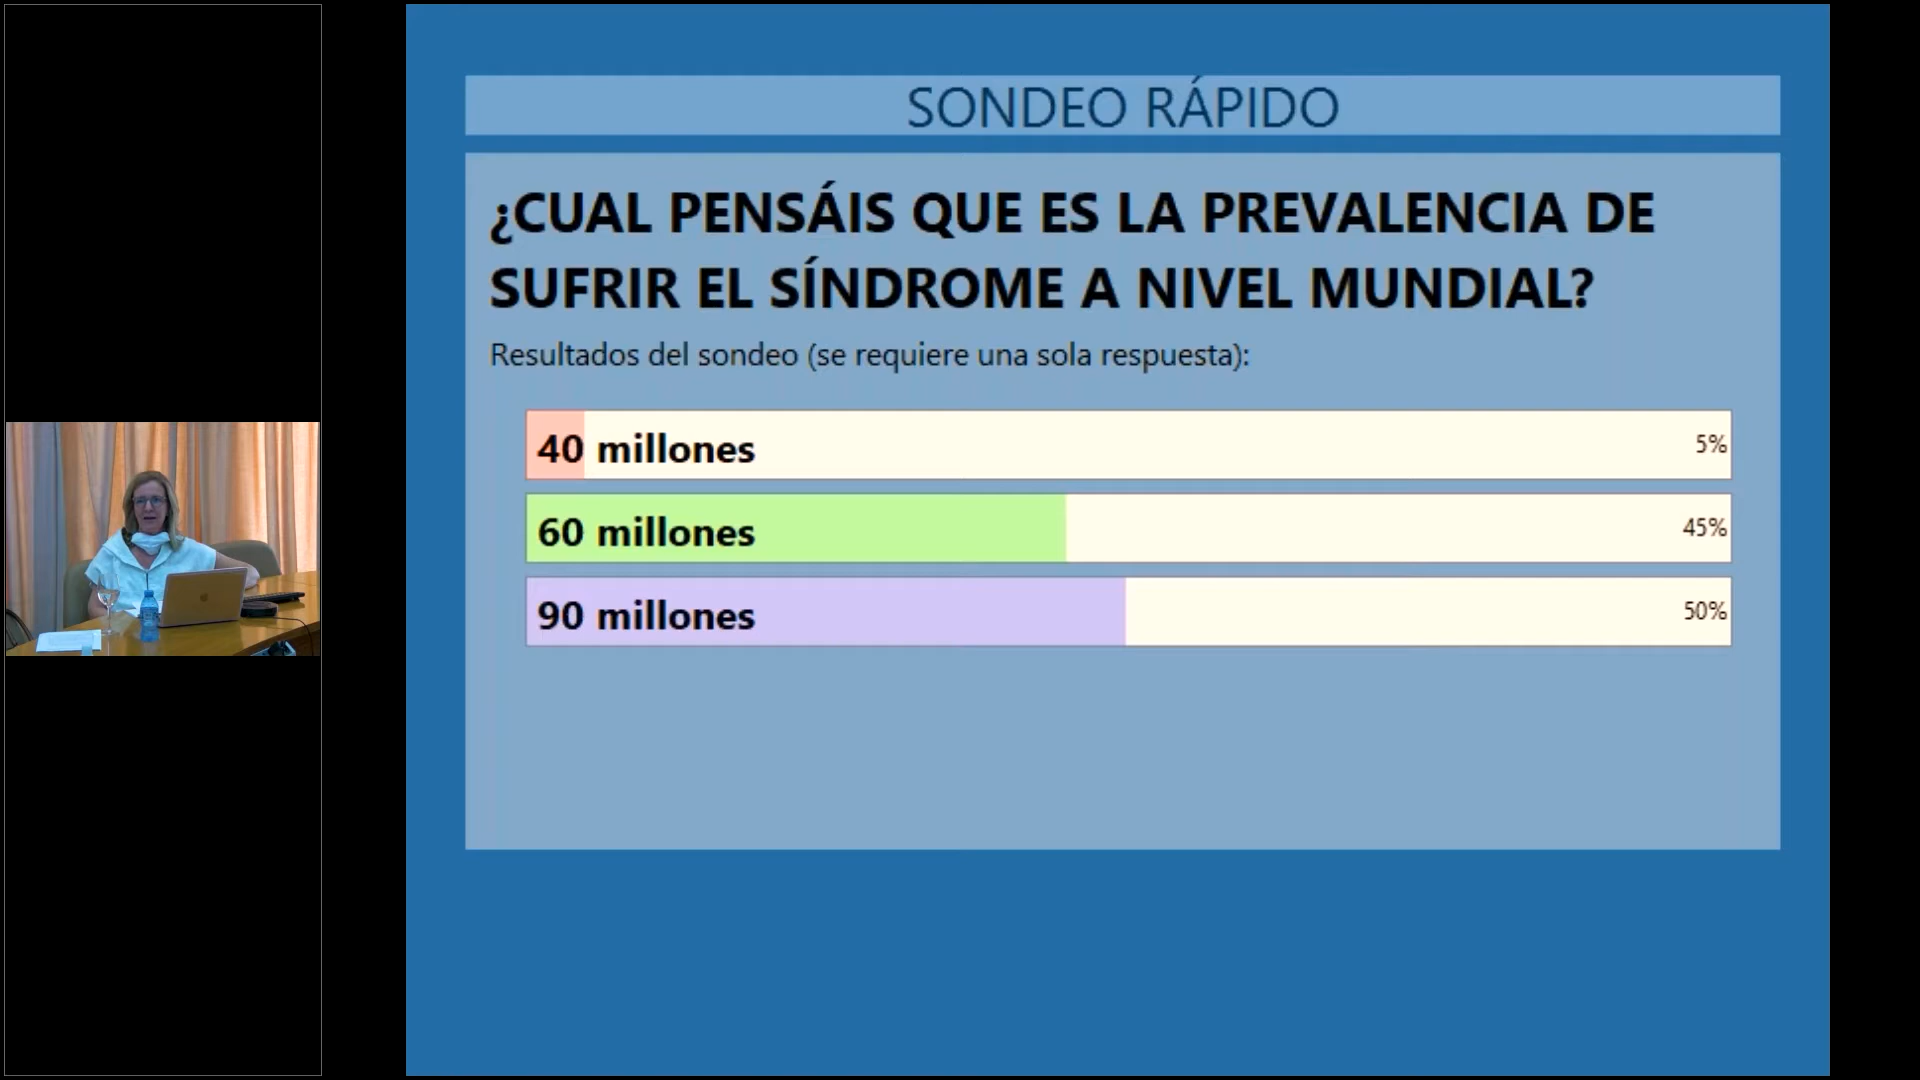 SONDEO RÁPIDO
¿CUAL PENSÁIS QUE ES LA PREVALENCIA DE
SUFRIR EL SÍNDROME A NIVEL MUNDIAL?
Resultados del sondeo (se requiere una sola respuesta):
40 millones 5%
60 millones 45%
90 millones 50%